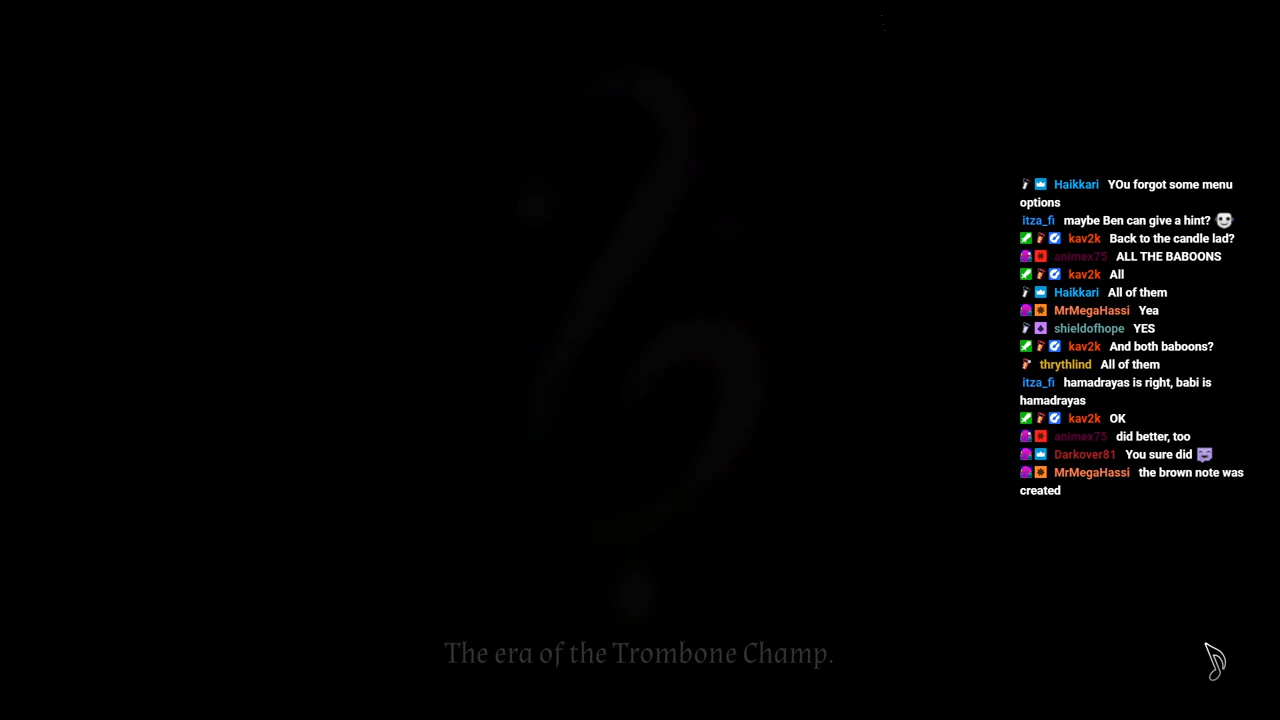 Haikkari YOu forgot some menu
options
itza_fi maybe Ben can give a hint?
kav2k Back to the candle lad?
animex75 ALL THE BABOONS
kav2k All
Haikkari All of them
MrMegaHassi Yea
shieldofhope YES
kav2k And both baboons?
thrythlind All of them
itza_fi hamadrayas is right, babi is
hamadrayas
kav2k OK
animex75 did better, too
Darkover81 You sure did
MrMegaHassi the brown note was
created
The era of the Trombone Champ.